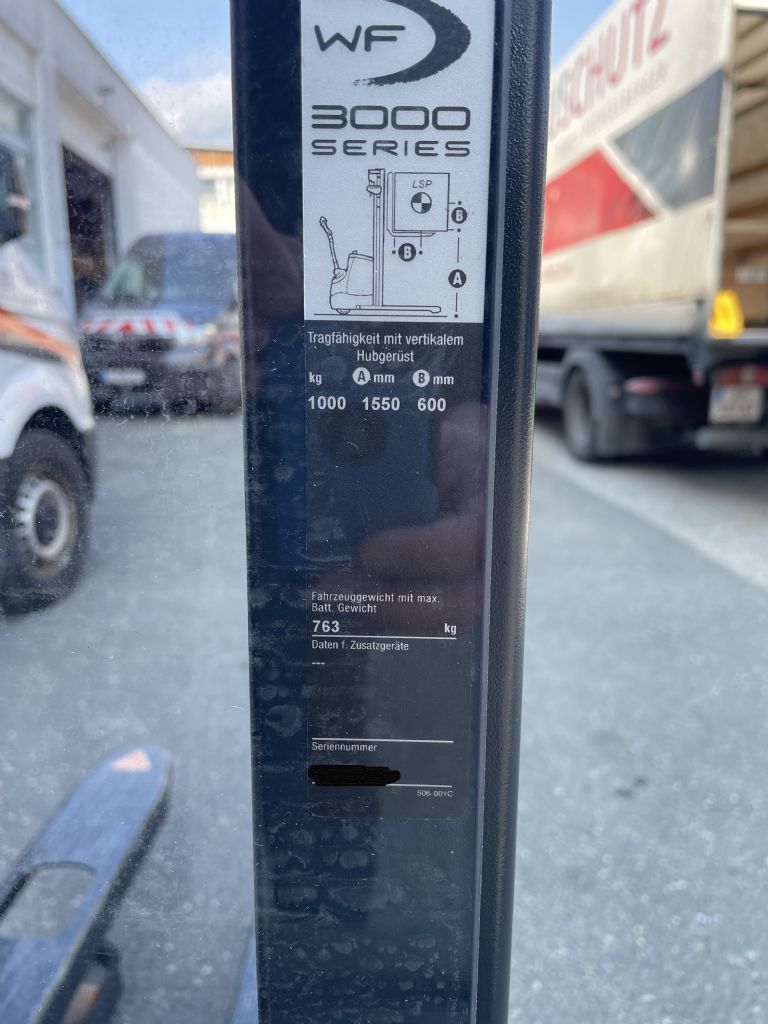 WF
3000
SERIES
LSP
B
B
A
Tragfähigkeit mit vertikalem
Hubgerüst
kg A mm B mm
1000 1550 600
Fahrzeuggewicht mit max.
Batt. Gewicht
763 kg
Daten f. Zusatzgeräte
---
Seriennummer
506-801C
SCHUTZ